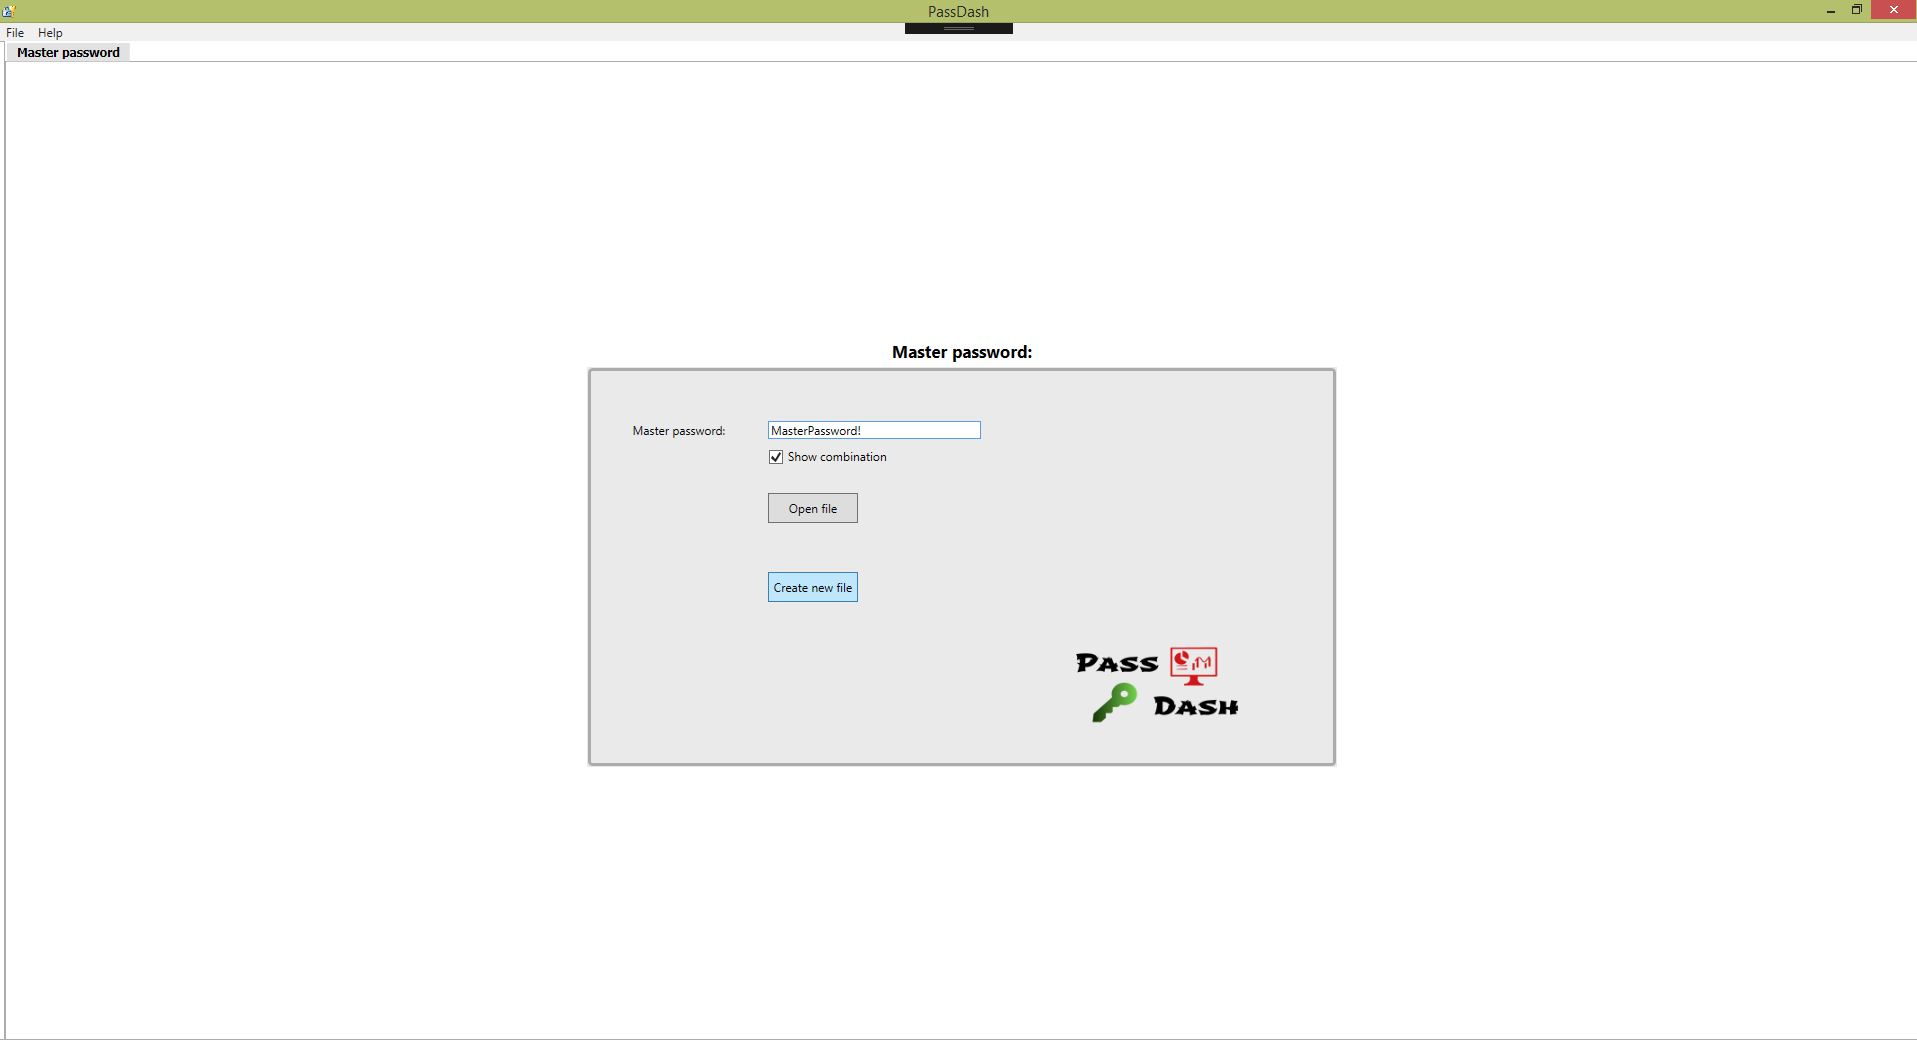 PassDash
File Help
Master password
Master password:
Master password: MasterPassword!
Show combination
Open file
Create new file
PASS
DASH